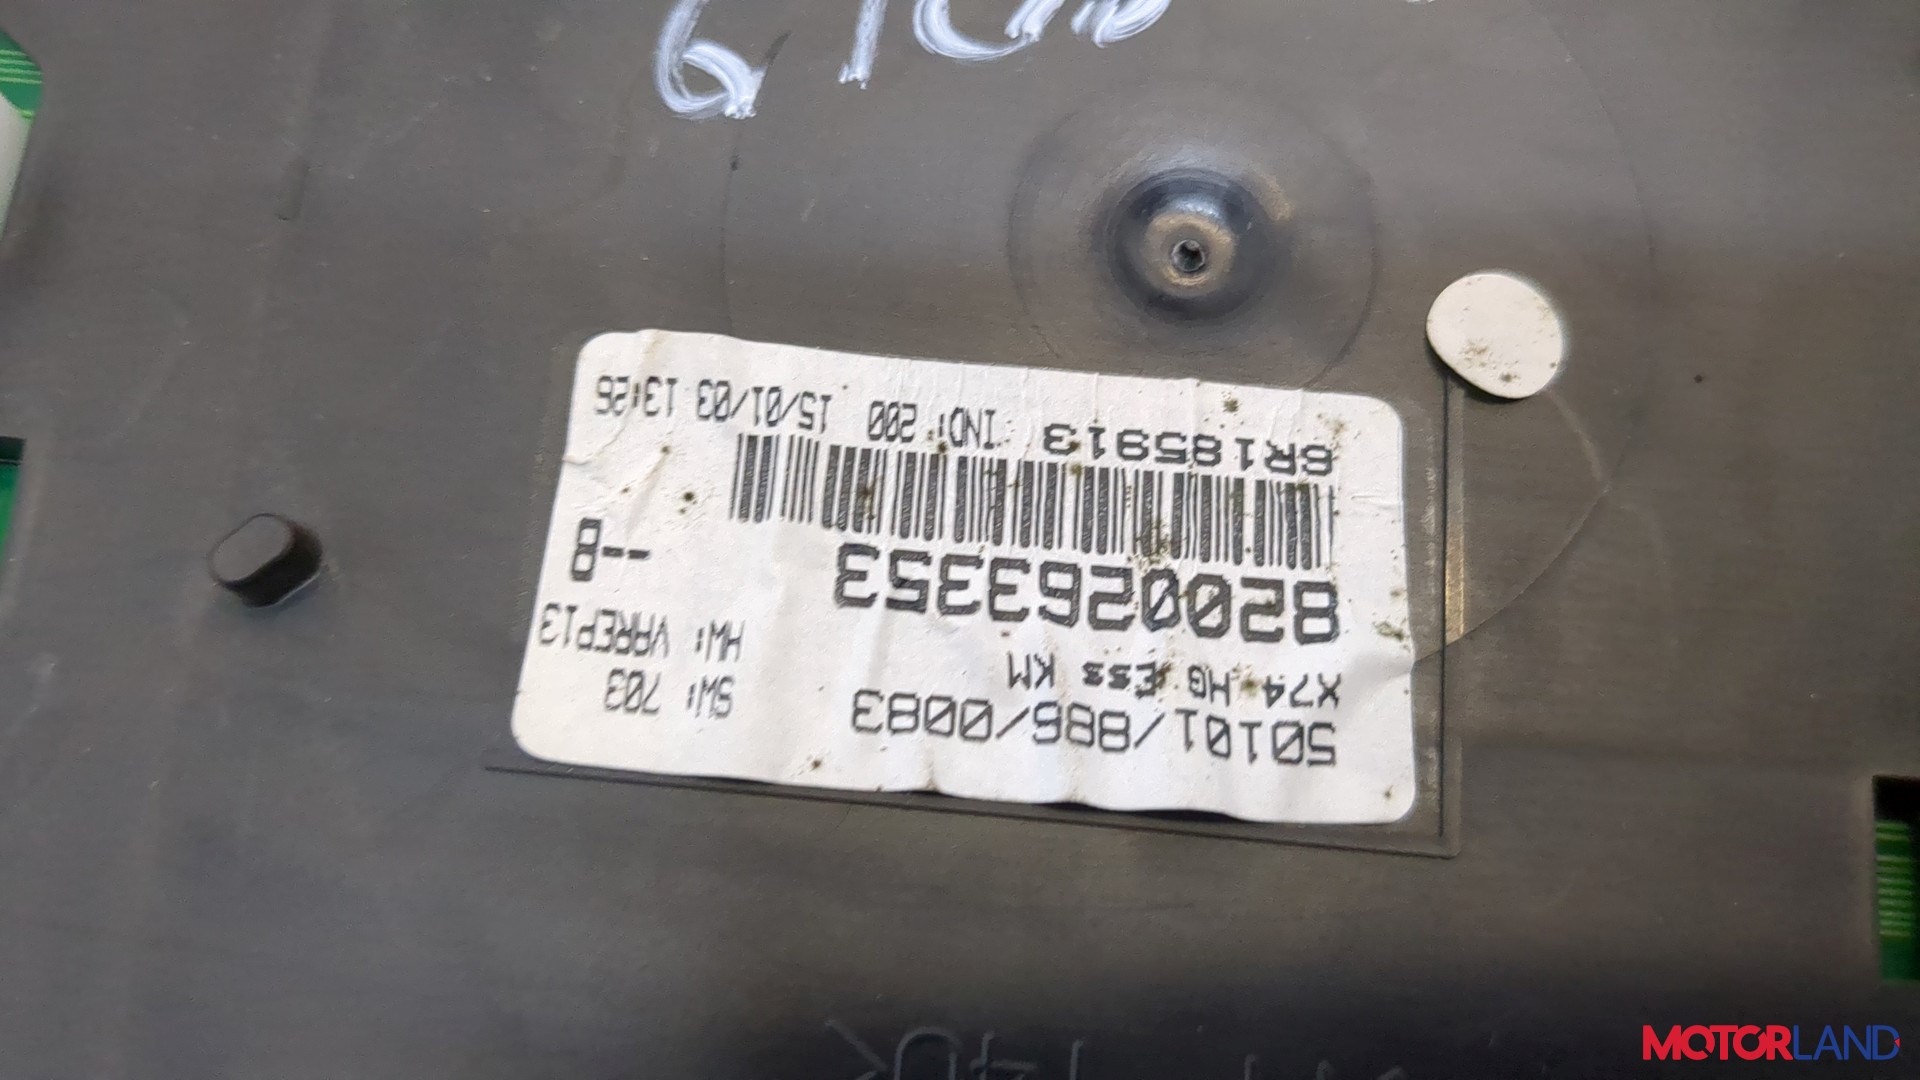 50101/886/0083 SW: 703
X74 HG Ess KM HW: VAREP13
8200263353 --8
6R185913 IND: 200 15/01/03 13:26
MOTORLAND